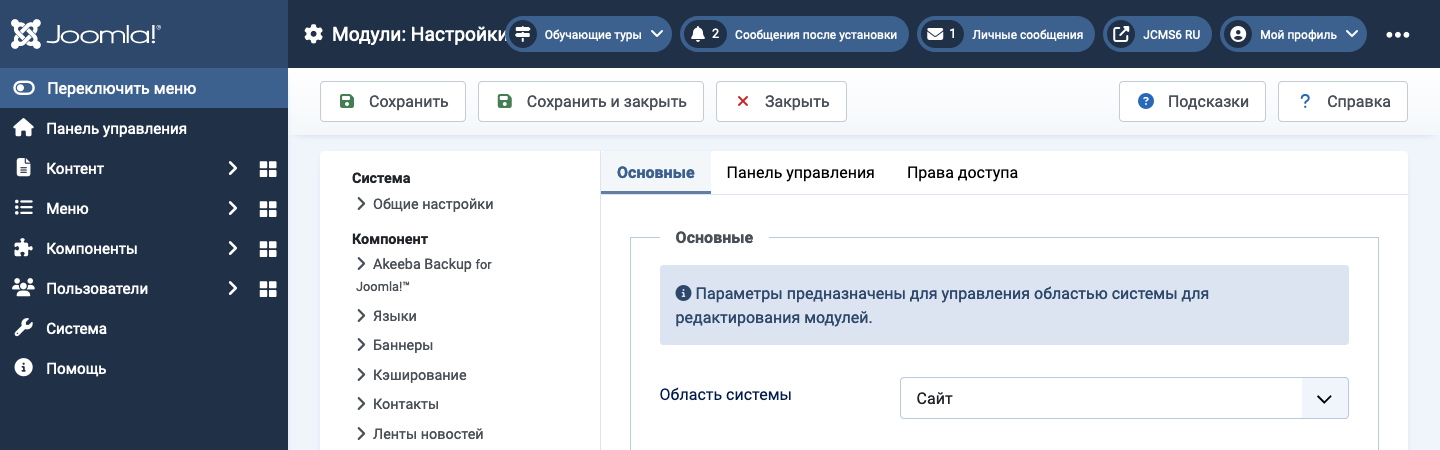 Joomla!®
Модули: Настройки
Обучающие туры
2 Сообщения после установки
1 Личные сообщения
JCMS6 RU
Мой профиль
Переключить меню
Панель управления
Контент
Меню
Компоненты
Пользователи
Система
Помощь
Сохранить
Сохранить и закрыть
Закрыть
Подсказки
Справка
Система
Общие настройки
Компонент
Akeeba Backup for
Joomla!™
Языки
Баннеры
Кэширование
Контакты
Ленты новостей
Основные
Панель управления
Права доступа
Основные
Параметры предназначены для управления областью системы для
редактирования модулей.
Область системы
Сайт